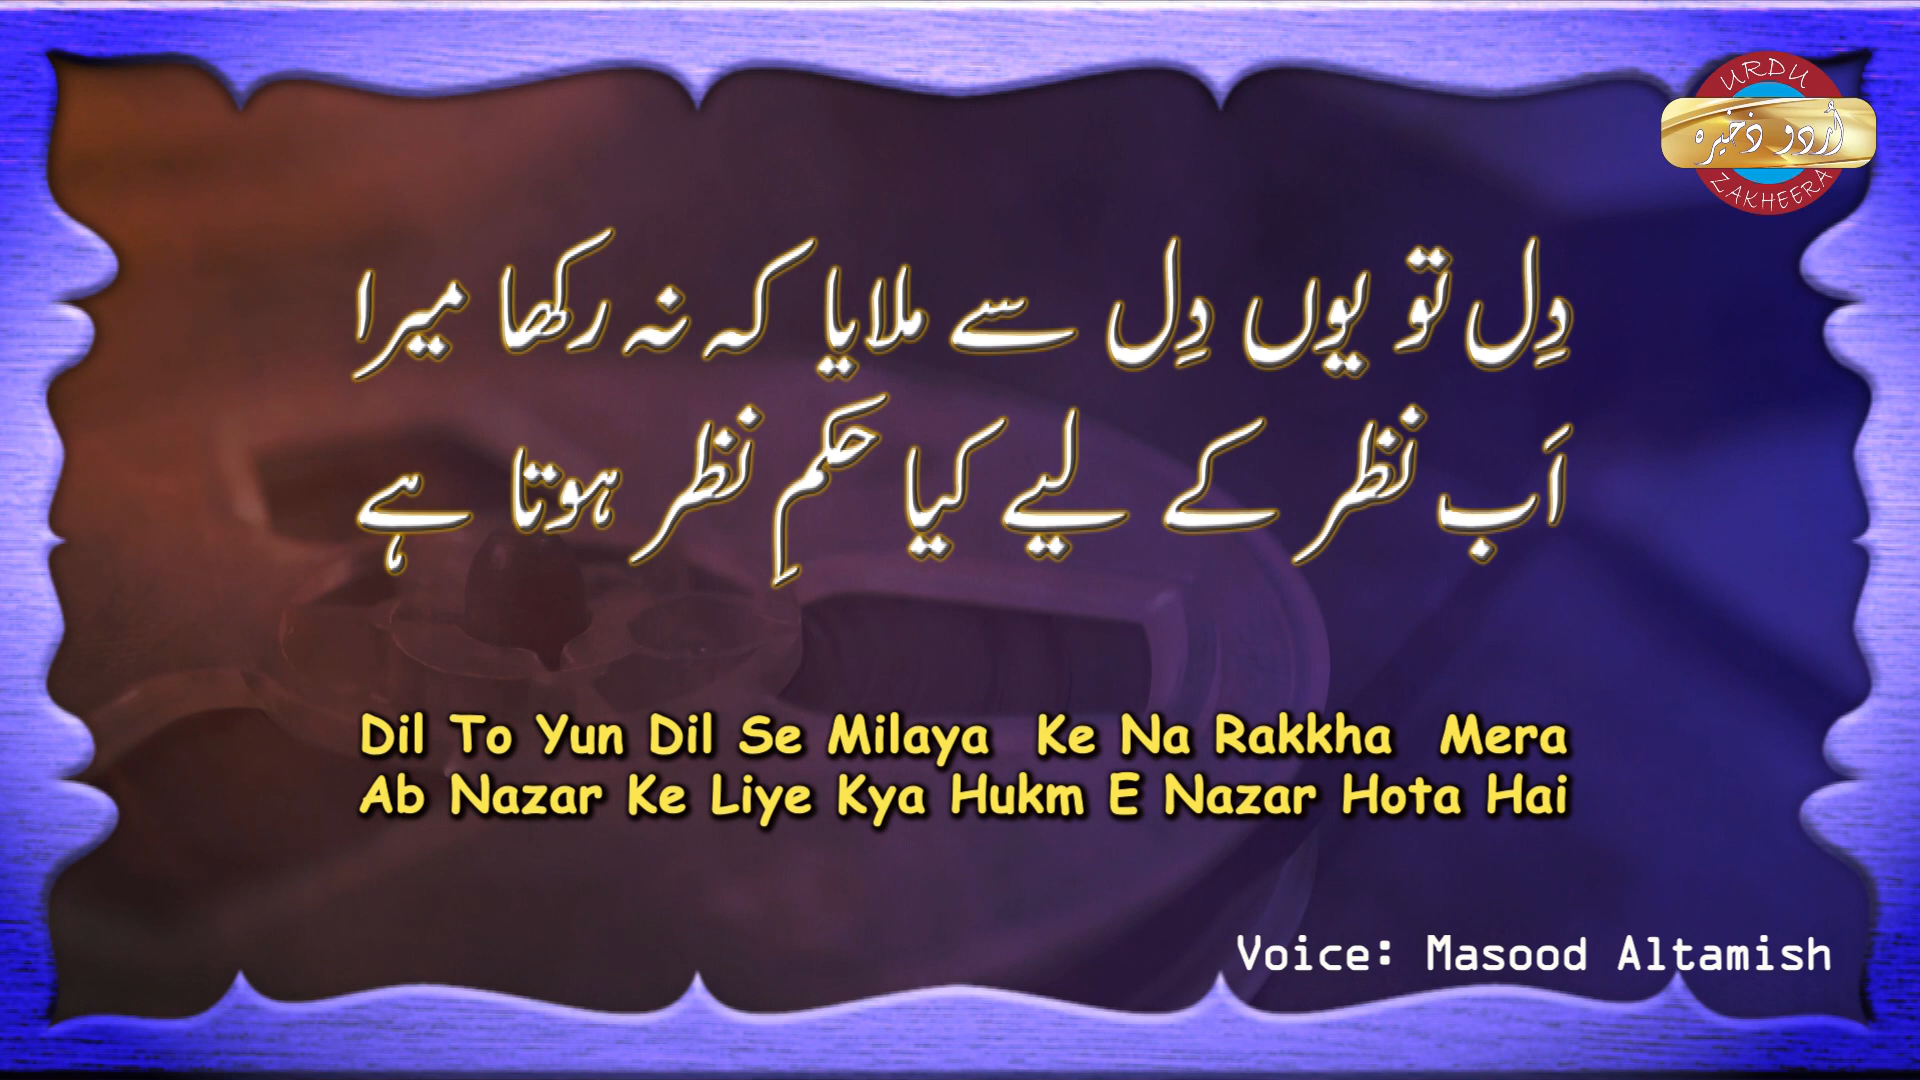 URDU
اُردو ذخیرہ
ZAKHEERA
دِل تو یوں دِل سے ملایا کہ نہ رکھا میرا
اَب نظر کے لیے کیا حکمِ نظر ہوتا ہے
Dil To Yun Dil Se Milaya Ke Na Rakkha Mera
Ab Nazar Ke Liye Kya Hukm E Nazar Hota Hai
Voice: Masood Altamish